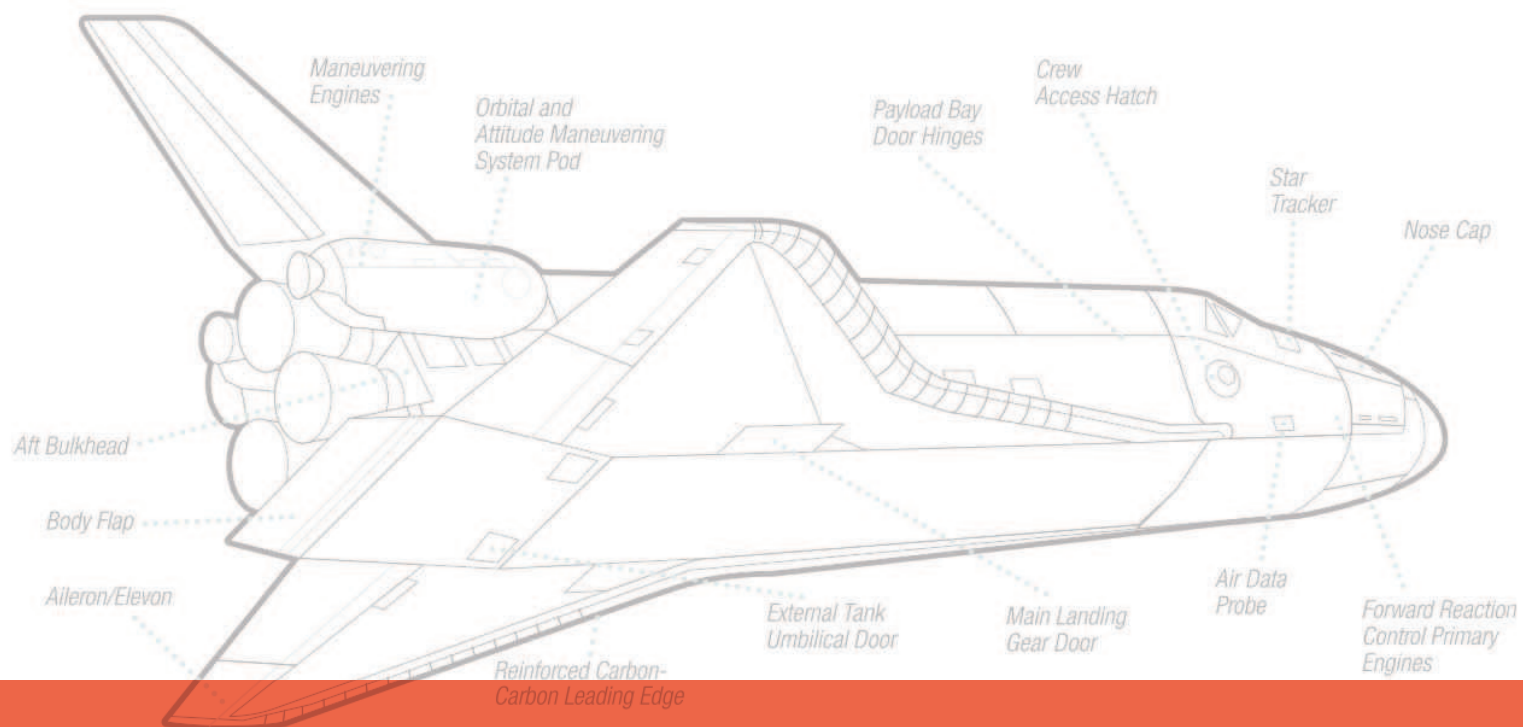 Maneuvering
Engines
Orbital and
Attitude Maneuvering
System Pod
Payload Bay
Door Hinges
Crew
Access Hatch
Star
Tracker
Nose Cap
Aft Bulkhead
Body Flap
Aileron/Elevon
Reinforced Carbon-
Carbon Leading Edge
External Tank
Umbilical Door
Main Landing
Gear Door
Air Data
Probe
Forward Reaction
Control Primary
Engines